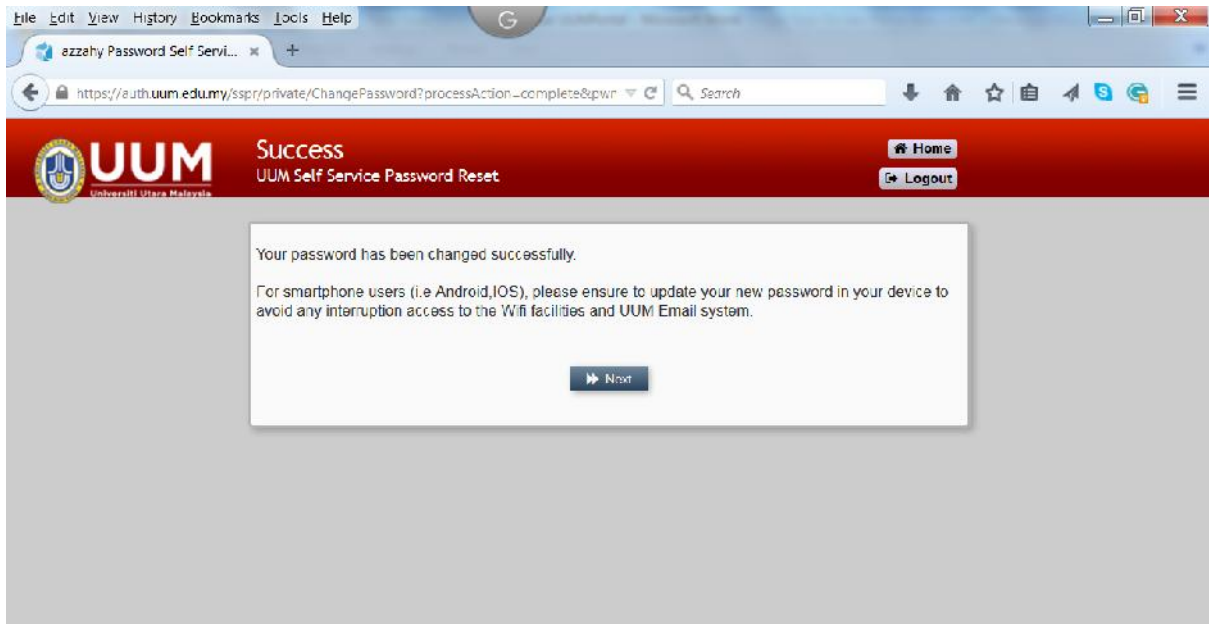 File Edit View History Bookmarks Tools Help
G
azzahy Password Self Servi... × +
https://auth.uum.edu.my/sspr/private/ChangePassword?processAction=complete&pwr
Search
UUM
Universiti Utara Malaysia
Success
UUM Self Service Password Reset
Home
Logout
Your password has been changed successfully.
For smartphone users (i.e Android,IOS), please ensure to update your new password in your device to
avoid any interruption access to the Wifi facilities and UUM Email system.
Next